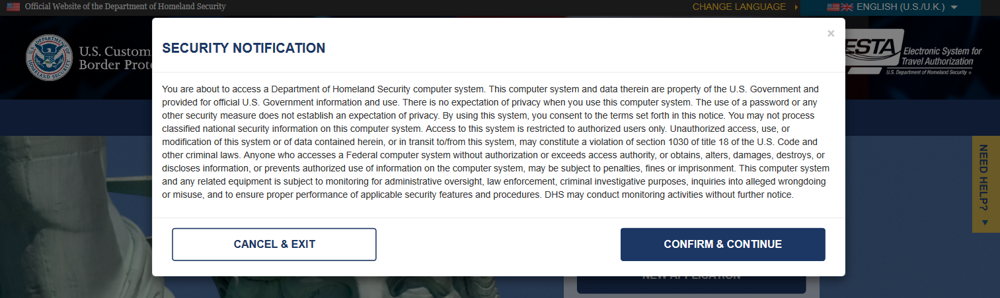 Official Website of the Department of Homeland Security
CHANGE LANGUAGE
ENGLISH (U.S./U.K.)
U.S. Custom
Border Prote
ESTA
Electronic System for
Travel Authorization
U.S. Department of Homeland Security
×
SECURITY NOTIFICATION
You are about to access a Department of Homeland Security computer system. This computer system and data therein are property of the U.S. Government and
provided for official U.S. Government information and use. There is no expectation of privacy when you use this computer system. The use of a password or any
other security measure does not establish an expectation of privacy. By using this system, you consent to the terms set forth in this notice. You may not process
classified national security information on this computer system. Access to this system is restricted to authorized users only. Unauthorized access, use, or
modification of this system or of data contained herein, or in transit to/from this system, may constitute a violation of section 1030 of title 18 of the U.S. Code and
other criminal laws. Anyone who accesses a Federal computer system without authorization or exceeds access authority, or obtains, alters, damages, destroys, or
discloses information, or prevents authorized use of information on the computer system, may be subject to penalties, fines or imprisonment. This computer system
and any related equipment is subject to monitoring for administrative oversight, law enforcement, criminal investigative purposes, inquiries into alleged wrongdoing
or misuse, and to ensure proper performance of applicable security features and procedures. DHS may conduct monitoring activities without further notice.
NEED HELP?
CANCEL & EXIT
CONFIRM & CONTINUE
NEW APPLICATION